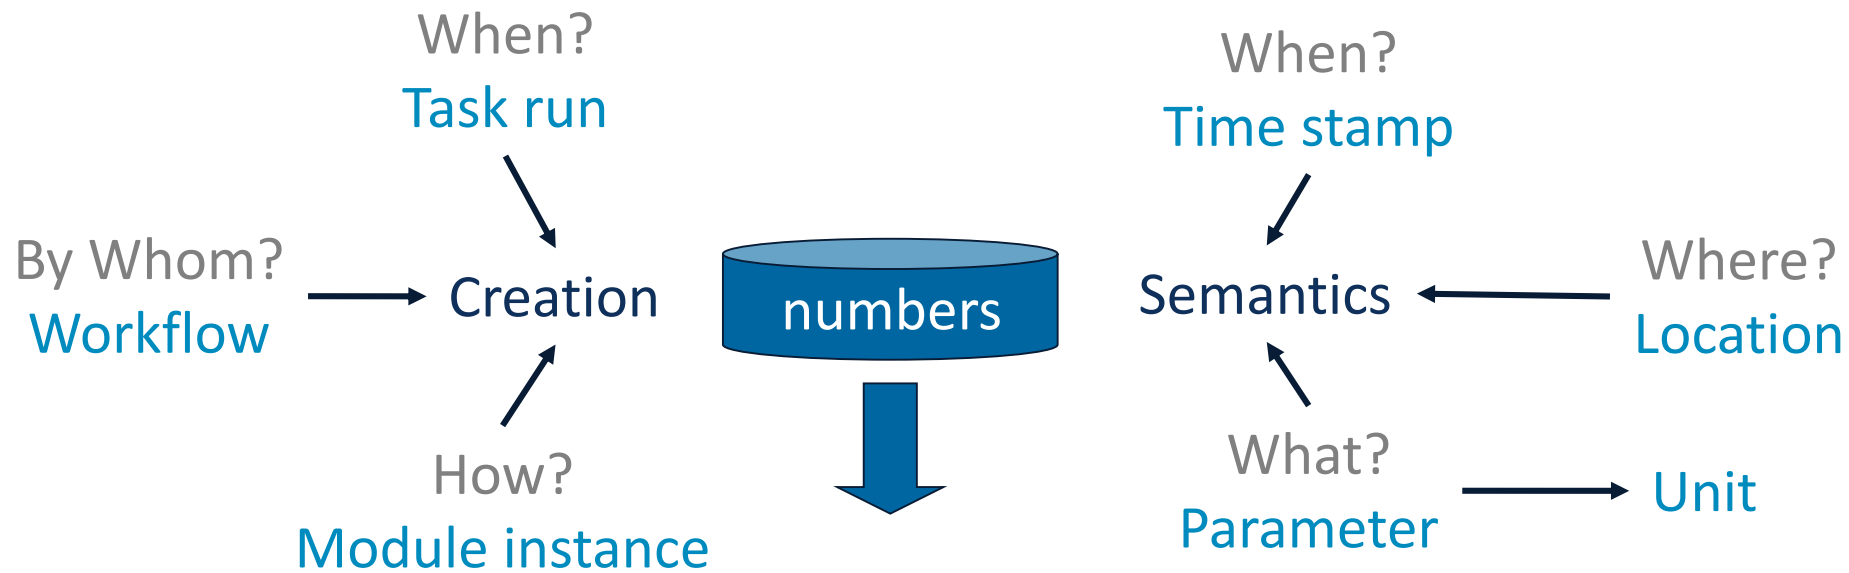 When?
Task run
By Whom?
Workflow
Creation
How?
Module instance
numbers
When?
Time stamp
Semantics
Where?
Location
What?
Parameter
Unit